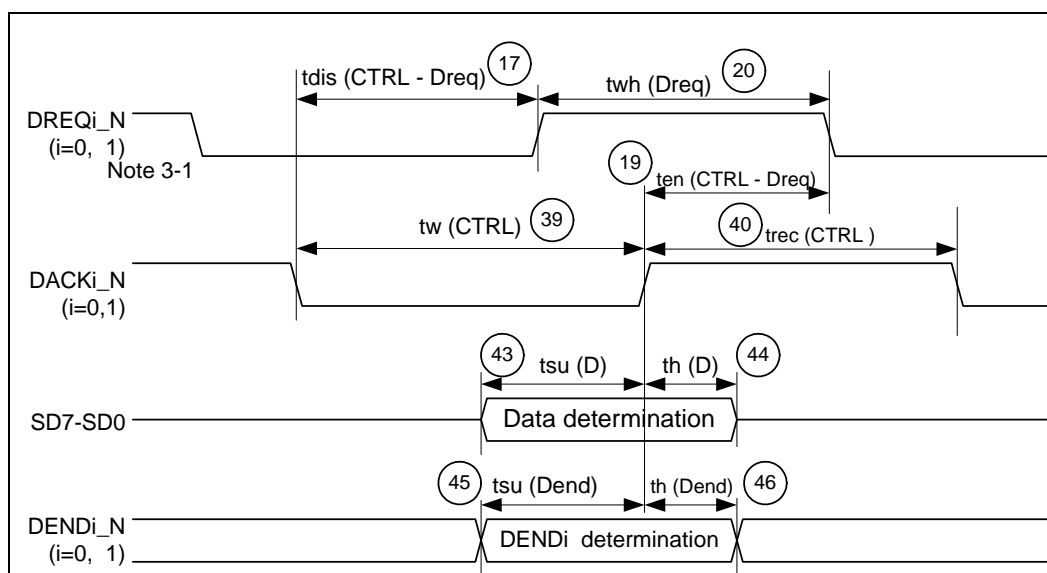 tdis (CTRL - Dreq) 17
twh (Dreq) 20
DREQi_N
(i=0, 1)
Note 3-1
19
ten (CTRL - Dreq)
tw (CTRL) 39
40 trec (CTRL )
DACKi_N
(i=0,1)
43 tsu (D)
th (D) 44
SD7-SD0
Data determination
45 tsu (Dend)
th (Dend) 46
DENDi_N
(i=0, 1)
DENDi determination